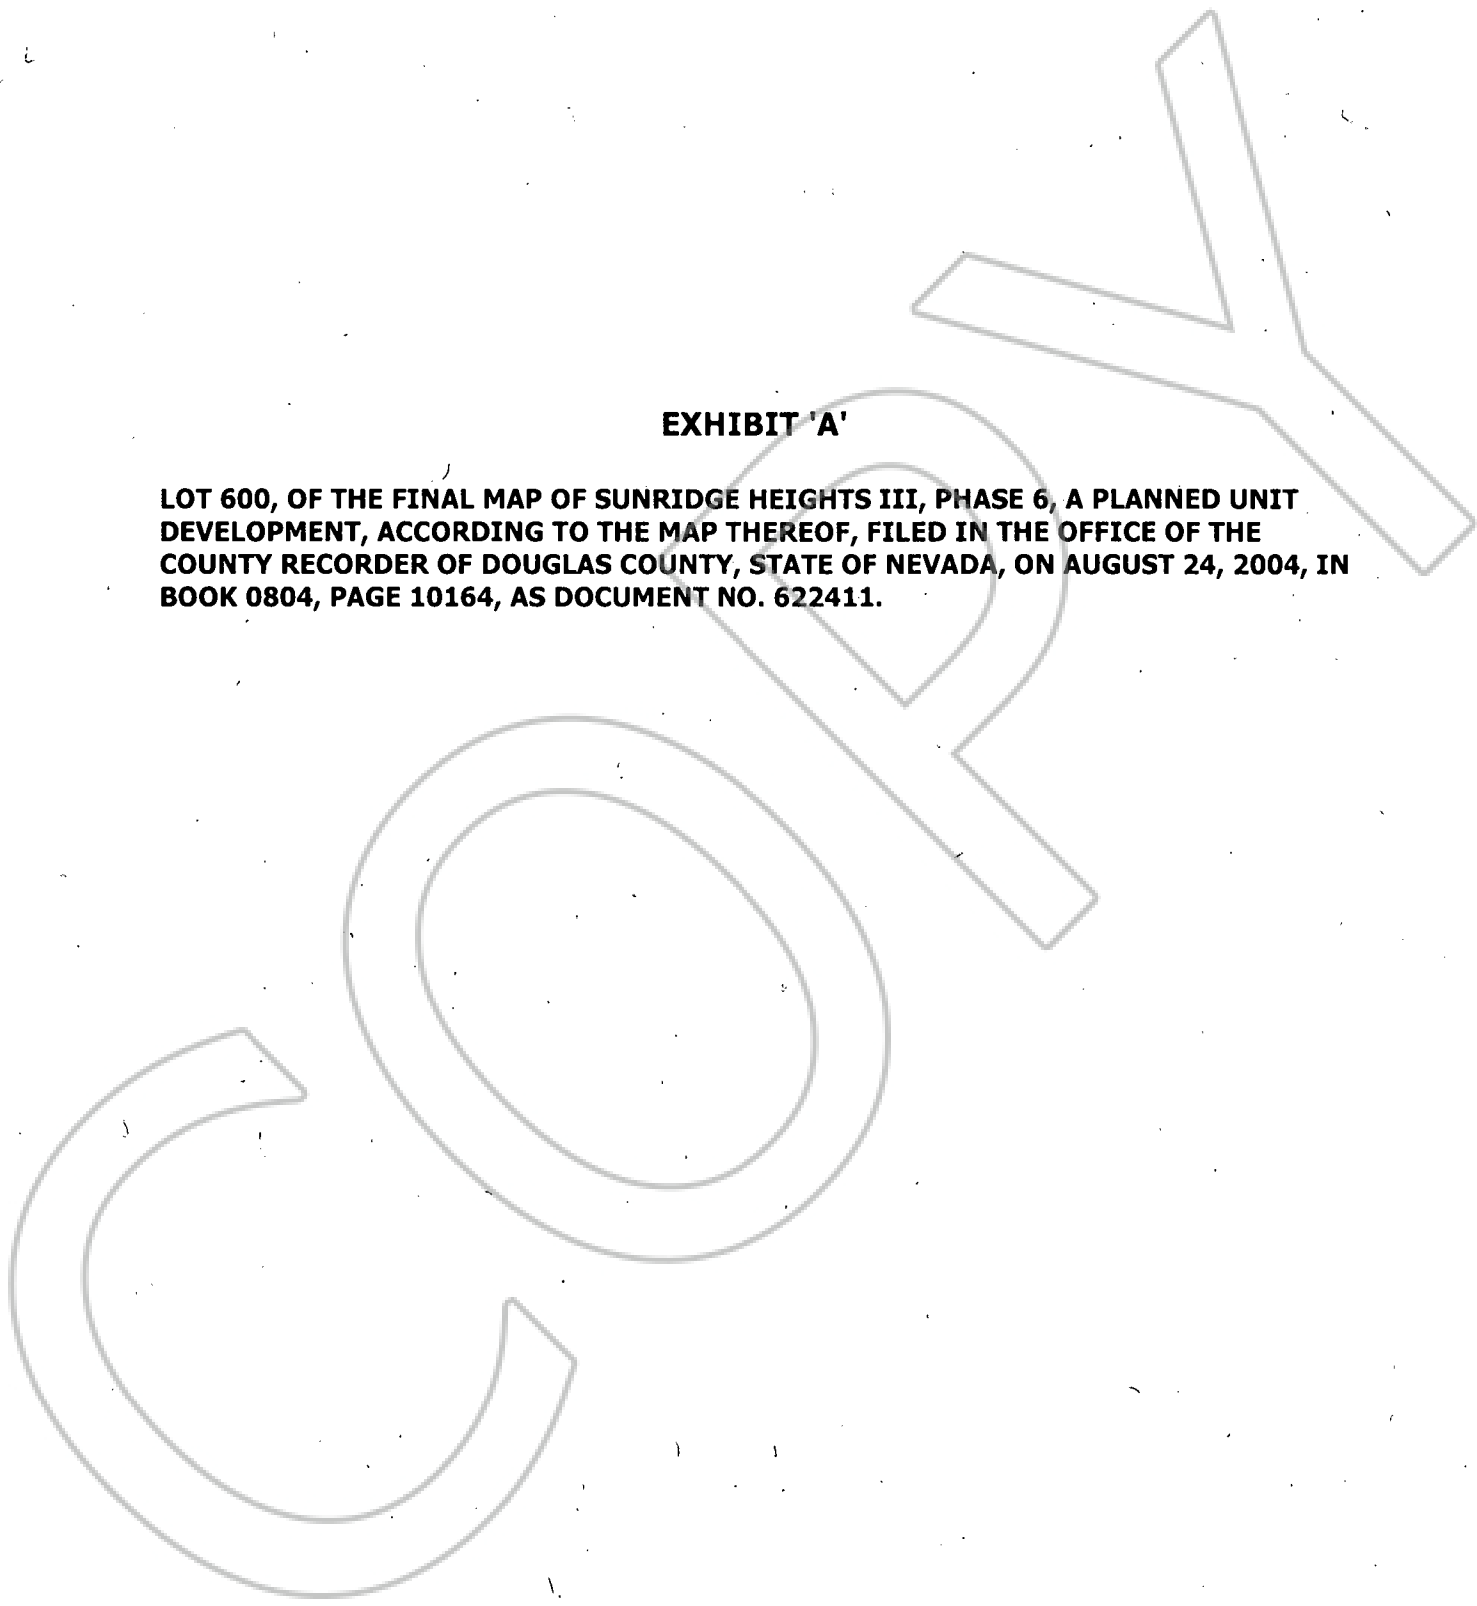 EXHIBIT 'A'
LOT 600, OF THE FINAL MAP OF SUNRIDGE HEIGHTS III, PHASE 6, A PLANNED UNIT
DEVELOPMENT, ACCORDING TO THE MAP THEREOF, FILED IN THE OFFICE OF THE
COUNTY RECORDER OF DOUGLAS COUNTY, STATE OF NEVADA, ON AUGUST 24, 2004, IN
BOOK 0804, PAGE 10164, AS DOCUMENT NO. 622411.
COPY